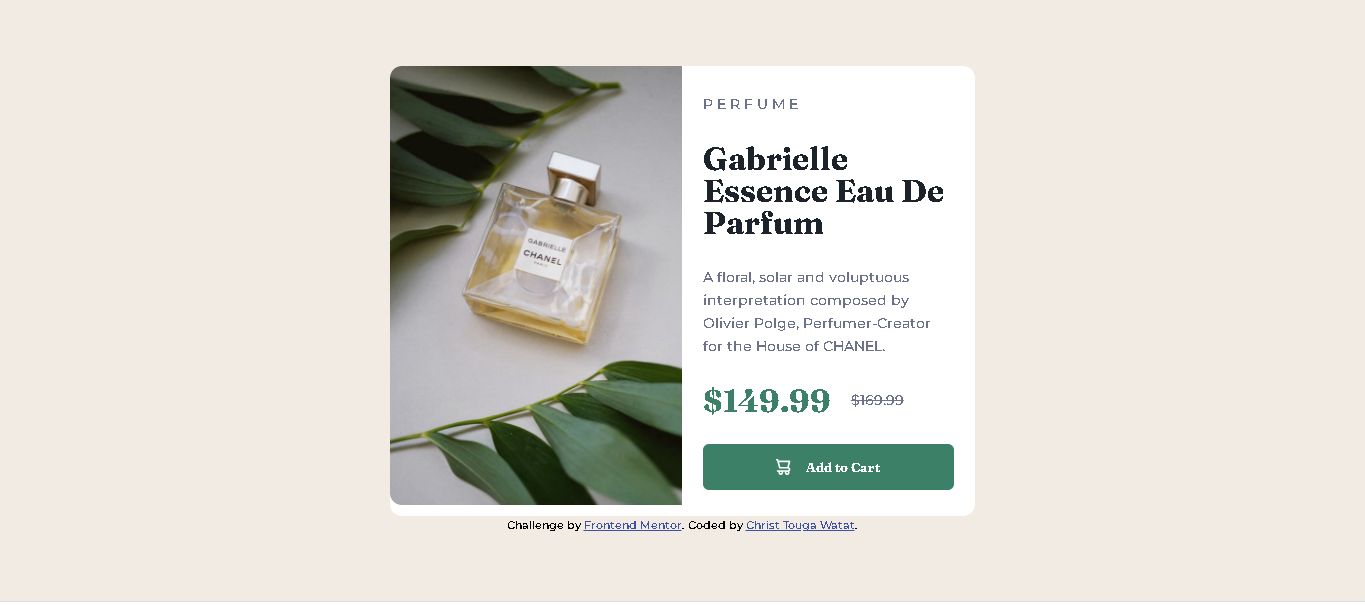 GABRIELLE
CHANEL
PARIS
PERFUME
Gabrielle
Essence Eau De
Parfum
A floral, solar and voluptuous
interpretation composed by
Olivier Polge, Perfumer-Creator
for the House of CHANEL.
$149.99 $169.99
Add to Cart
Challenge by Frontend Mentor. Coded by Christ Touga Watat.